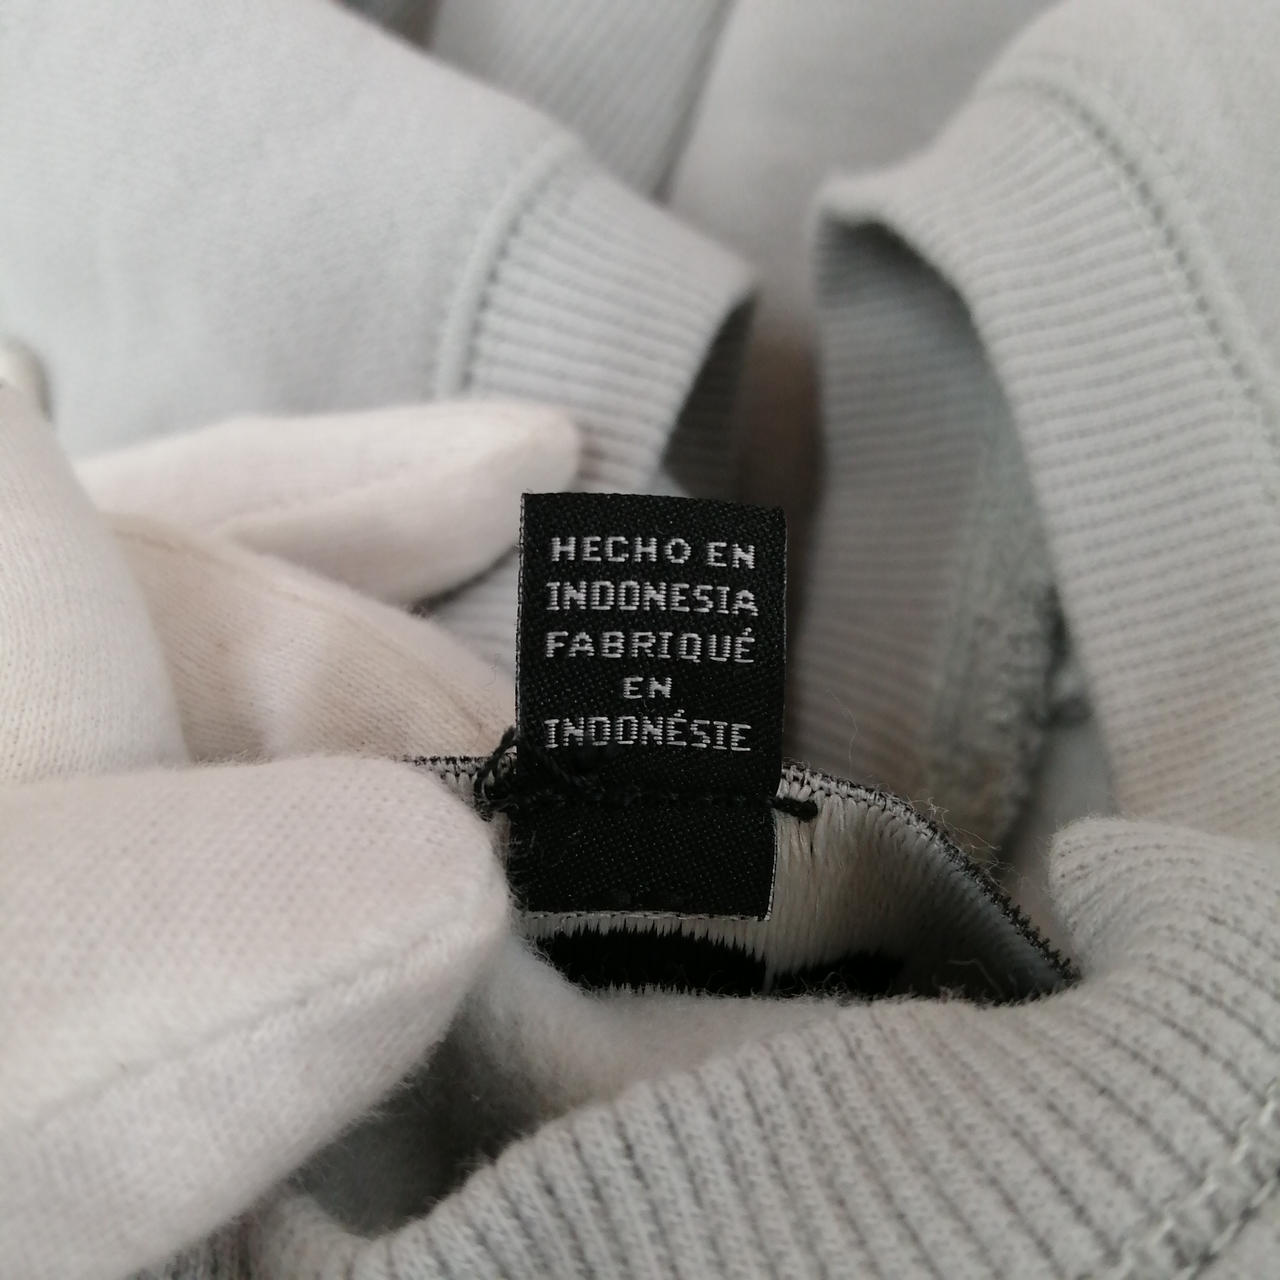 HECHO EN
INDONESIA
FABRIQUÉ
EN
INDONÉSIE